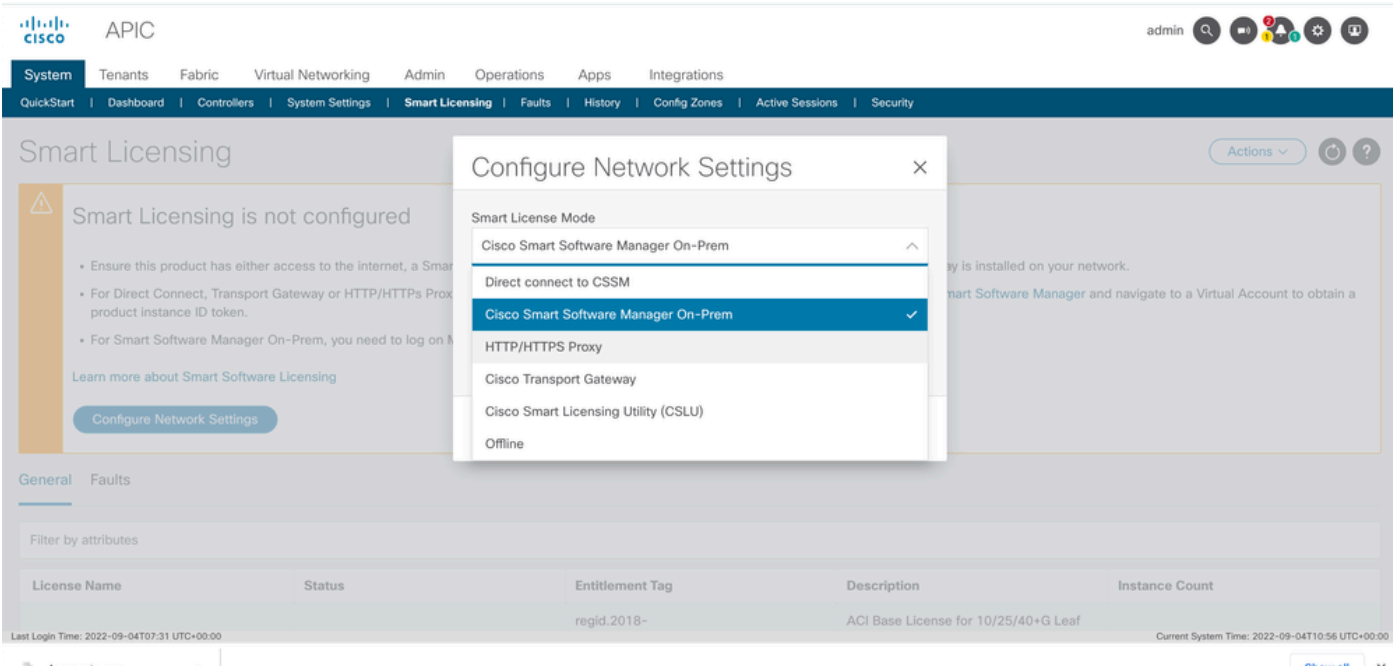 CISCO
APIC
admin
2
1
1
System Tenants Fabric Virtual Networking Admin Operations Apps Integrations
QuickStart | Dashboard | Controllers | System Settings | Smart Licensing | Faults | History | Config Zones | Active Sessions | Security
Smart Licensing
Actions
?
Smart Licensing is not configured
• Ensure this product has either access to the internet, a Smar
ay is installed on your network.
• For Direct Connect, Transport Gateway or HTTP/HTTPs Prox
mart Software Manager and navigate to a Virtual Account to obtain a
product instance ID token.
• For Smart Software Manager On-Prem, you need to log on
Learn more about Smart Software Licensing
Configure Network Settings
Configure Network Settings
Smart License Mode
Cisco Smart Software Manager On-Prem
Direct connect to CSSM
Cisco Smart Software Manager On-Prem
HTTP/HTTPS Proxy
Cisco Transport Gateway
Cisco Smart Licensing Utility (CSLU)
Offline
General Faults
Filter by attributes
License Name Status Entitlement Tag Description Instance Count
regid.2018- ACI Base License for 10/25/40+G Leaf
Last Login Time: 2022-09-04T07:31 UTC+00:00
Current System Time: 2022-09-04T10:56 UTC+00:00